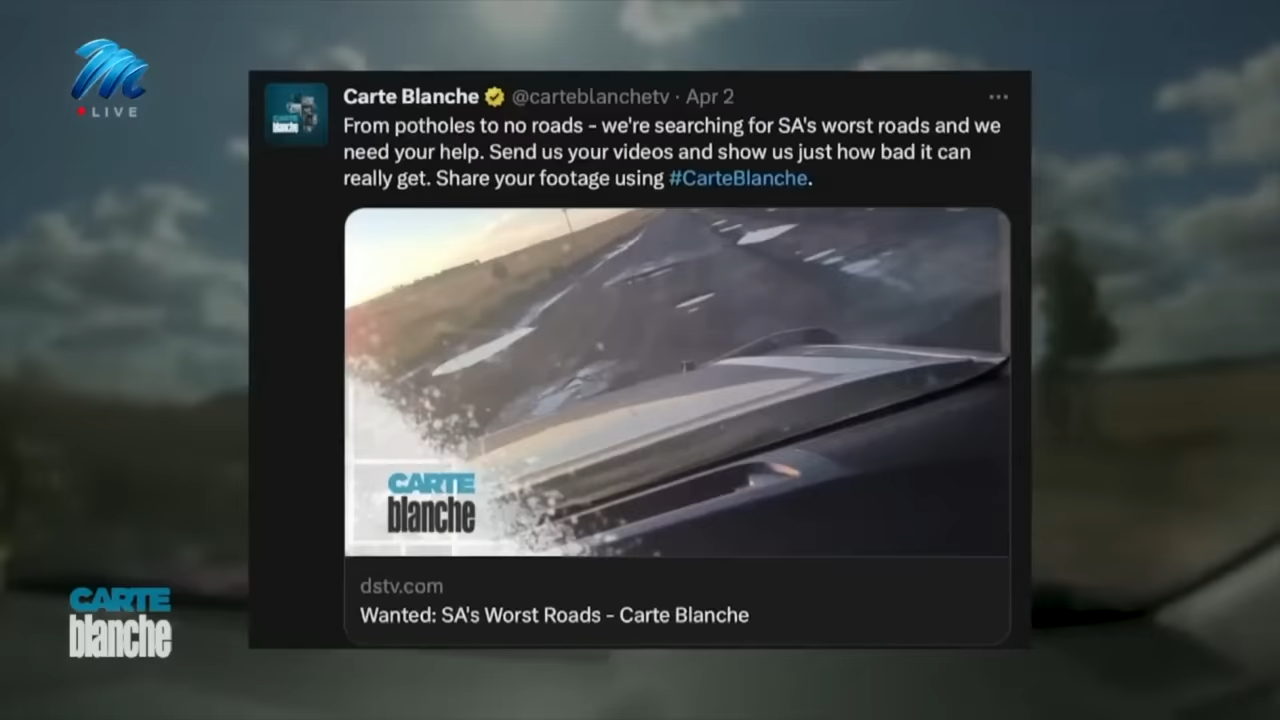 LIVE
Carte Blanche @carteblanchetv · Apr 2
From potholes to no roads - we're searching for SA's worst roads and we
need your help. Send us your videos and show us just how bad it can
really get. Share your footage using #CarteBlanche.
CARTE
blanche
dstv.com
Wanted: SA's Worst Roads - Carte Blanche
CARTE
blanche